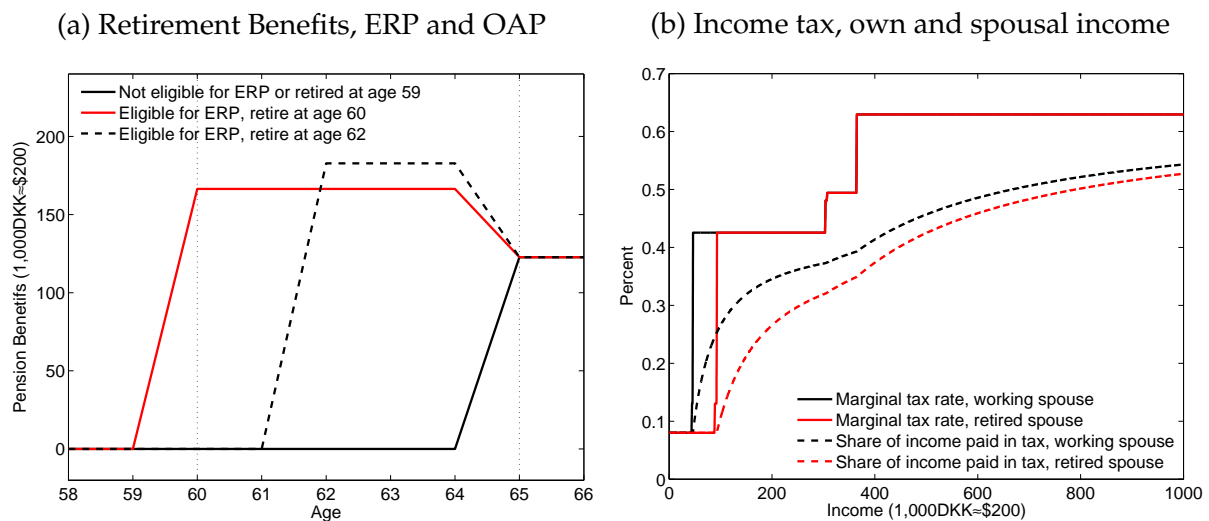 (a) Retirement Benefits, ERP and OAP
Not eligible for ERP or retired at age 59
Eligible for ERP, retire at age 60
Eligible for ERP, retire at age 62
Pension Benetifs (1,000DKK≈$200)
200
150
100
50
0
58 59 60 61 62 63 64 65 66
Age
(b) Income tax, own and spousal income
Percent
0.7
0.6
0.5
0.4
0.3
0.2
0.1
0
Marginal tax rate, working spouse
Marginal tax rate, retired spouse
Share of income paid in tax, working spouse
Share of income paid in tax, retired spouse
0 200 400 600 800 1000
Income (1,000DKK≈$200)